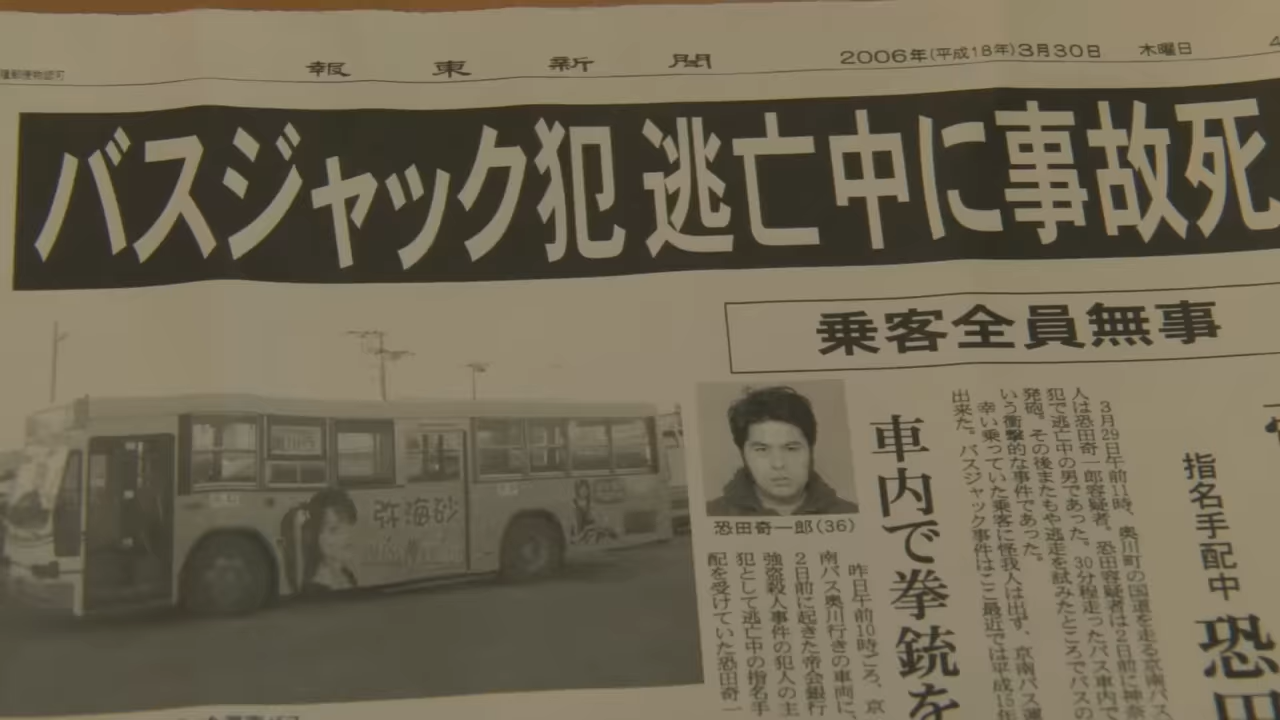 報東新聞
2006年(平成18年)3月30日 木曜日
バスジャック犯 逃亡中に事故死
乗客全員無事
指名手配中
恐田
車内で拳銃を
3月29日午前11時、奥川町の国道を走る京南バス
人は恐田奇一郎容疑者。恐田容疑者は2日前に神奈
犯で逃亡中の男であった。30分程走ったバス車内で
発砲。その後またもや逃走を試みたところでバスの
いう衝撃的な事件であった。
幸い乗っていた乗客に怪我人は出ず、京南バス運
出来た。バスジャック事件はここ最近では平成15年
恐田奇一郎(36)
昨日午前10時ごろ、京
南バス奥川行きの車両に、
2日前に起きた帝会銀行
強盗殺人事件の犯人の主
犯として逃亡中の指名手
配を受けていた恐田奇一
弥海砂